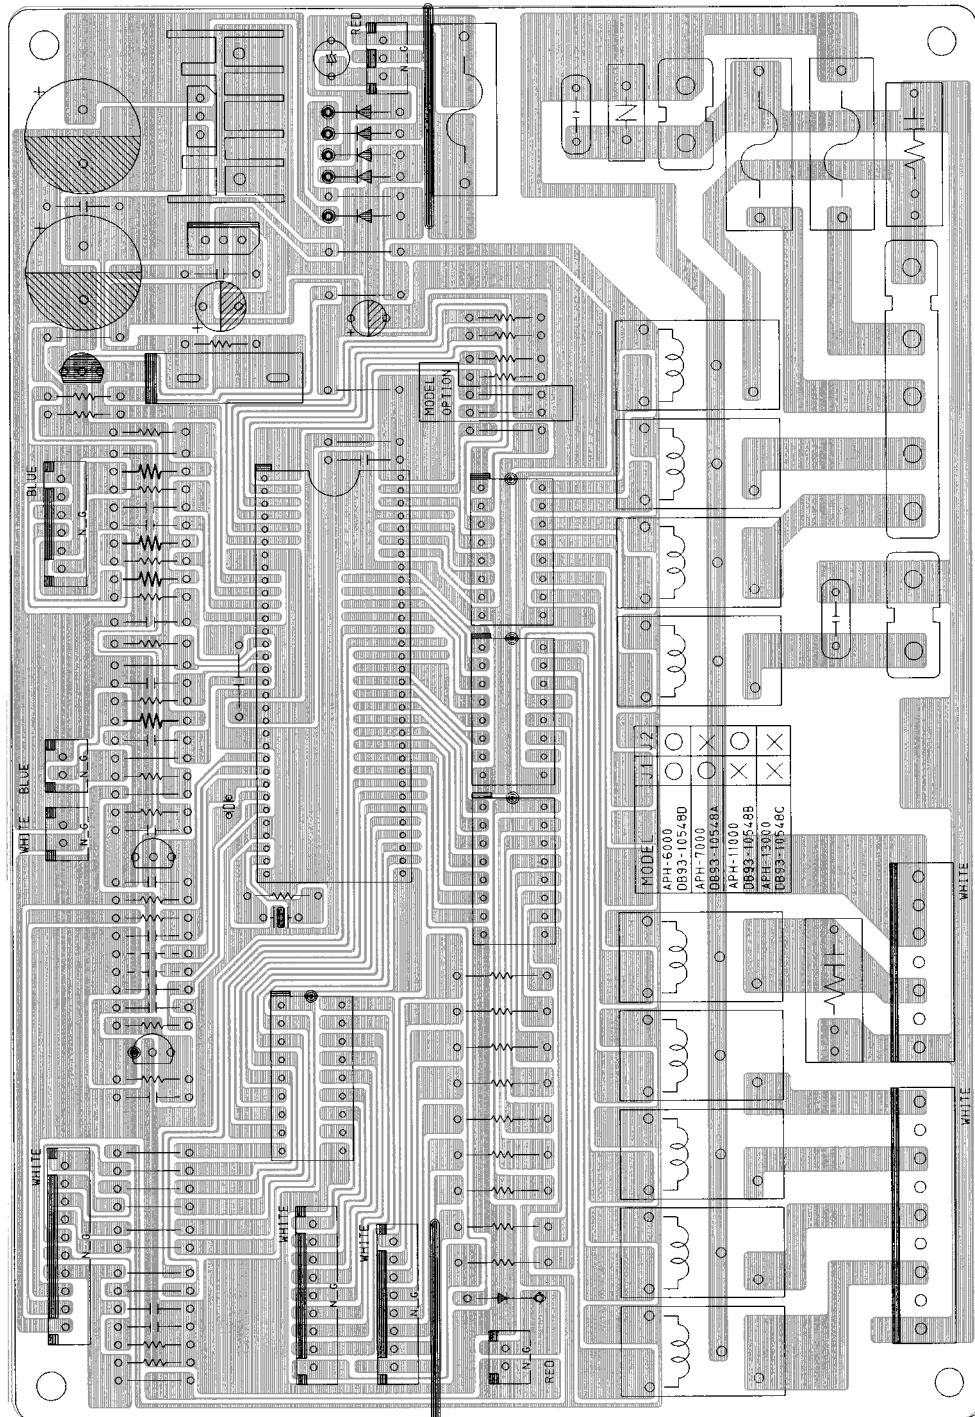 RED
N_G
MODEL
OPTION
BLUE
N_G
BLUE
N_G
WHITE
N_G
MODEL J1 J2
APH-6000
DB93-10548D ○ ○
APH-7000
DB93-10548A ○ ×
APH-11000
DB93-10548B × ○
APH-13000
DB93-10548C × ×
WHITE
WHITE
WHITE
N_G
WHITE
N_G
WHITE
N_G
N_G
RED